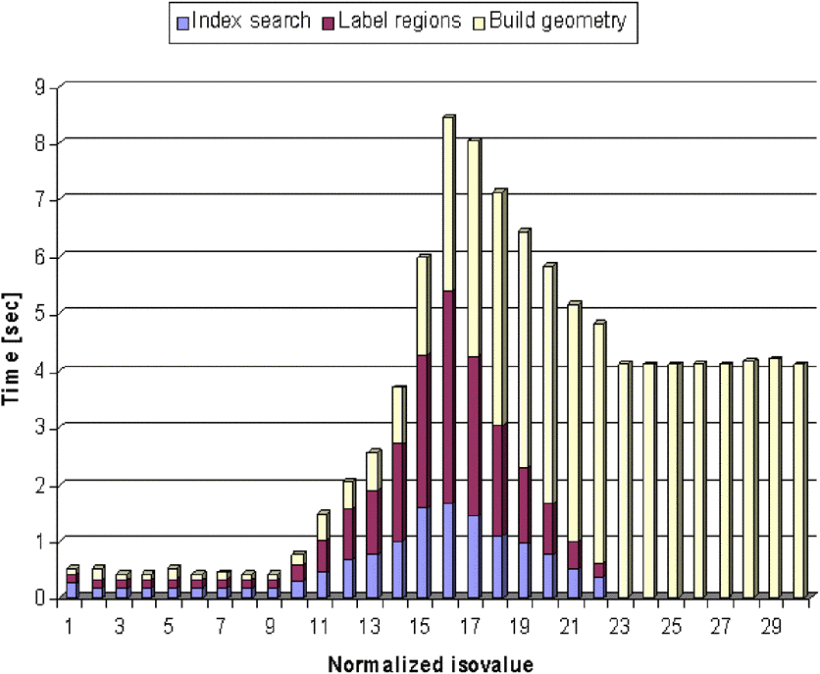 Index search Label regions Build geometry
9
8
7
6
5
4
3
2
1
0
Time [sec]
1 3 5 7 9 11 13 15 17 19 21 23 25 27 29
Normalized isovalue